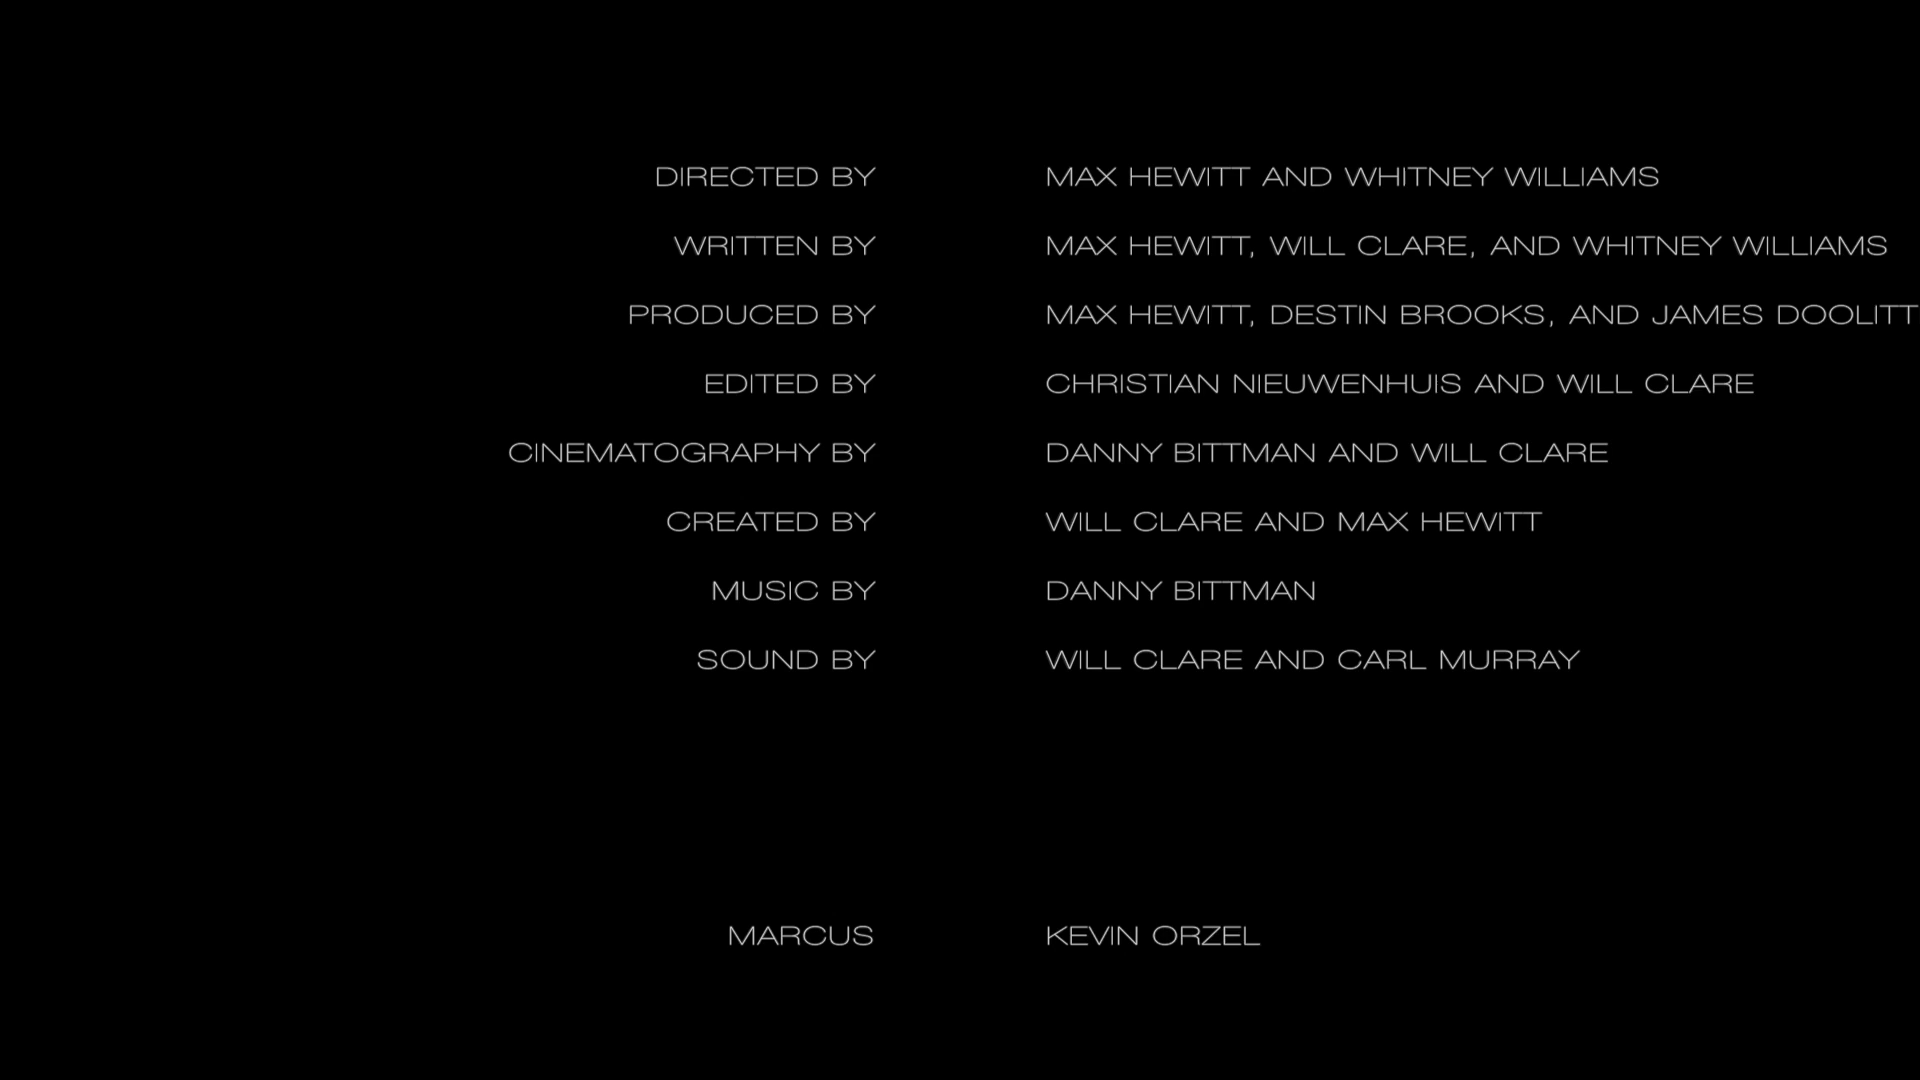 DIRECTED BY MAX HEWITT AND WHITNEY WILLIAMS
WRITTEN BY MAX HEWITT, WILL CLARE, AND WHITNEY WILLIAMS
PRODUCED BY MAX HEWITT, DESTIN BROOKS, AND JAMES DOOLITT
EDITED BY CHRISTIAN NIEUWENHUIS AND WILL CLARE
CINEMATOGRAPHY BY DANNY BITTMAN AND WILL CLARE
CREATED BY WILL CLARE AND MAX HEWITT
MUSIC BY DANNY BITTMAN
SOUND BY WILL CLARE AND CARL MURRAY
MARCUS KEVIN ORZEL